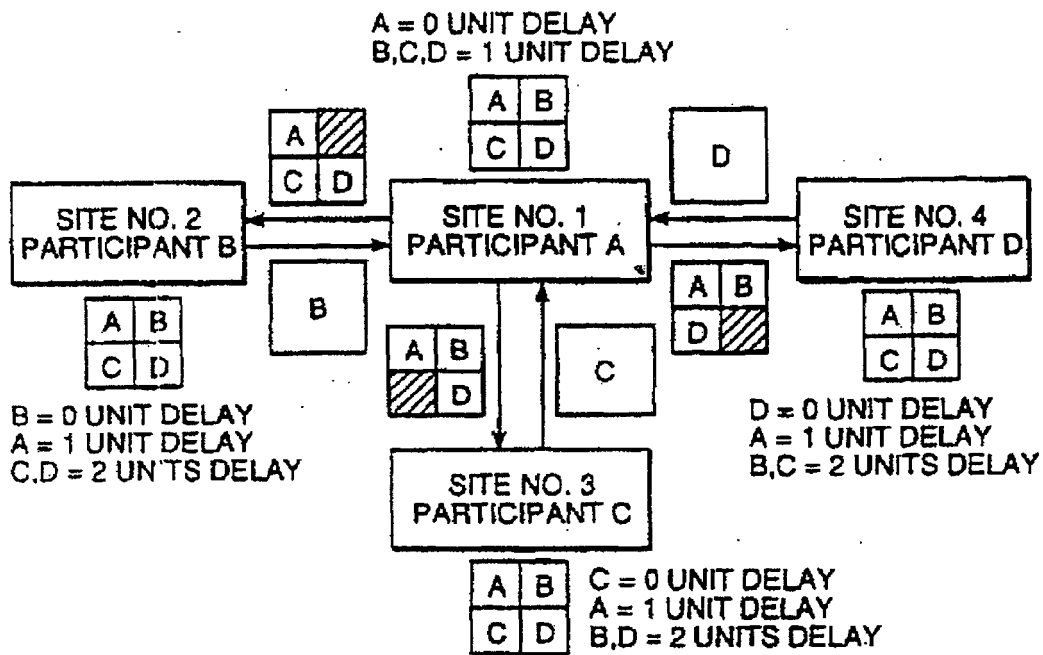 A = 0 UNIT DELAY
B,C,D = 1 UNIT DELAY
A B
C D
A
C D
D
SITE NO. 2
PARTICIPANT B
SITE NO. 1
PARTICIPANT A
SITE NO. 4
PARTICIPANT D
B
A B
D
A B
C D
A B
D
C
A B
C D
B = 0 UNIT DELAY
A = 1 UNIT DELAY
C,D = 2 UNITS DELAY
D = 0 UNIT DELAY
A = 1 UNIT DELAY
B,C = 2 UNITS DELAY
SITE NO. 3
PARTICIPANT C
A B
C D
C = 0 UNIT DELAY
A = 1 UNIT DELAY
B,D = 2 UNITS DELAY